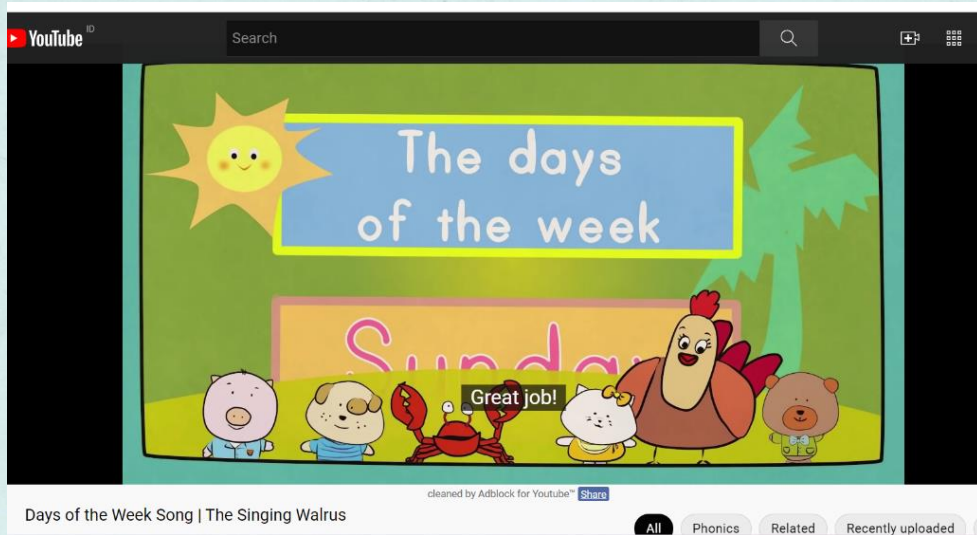 YouTube ID
Search
The days
of the week
Sunday
Great job!
cleaned by Adblock for Youtube™ Share
Days of the Week Song | The Singing Walrus
All Phonics Related Recently uploaded